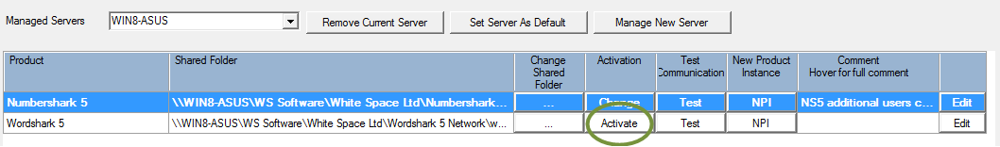 Managed Servers WIN8-ASUS Remove Current Server Set Server As Default Manage New Server
Product Shared Folder Change Shared Folder Activation Test Communication New Product Instance Comment Hover for full comment
Numbershark 5 \\WIN8-ASUS\WS Software\White Space Ltd\Numbershark... ... Change Test NPI NS5 additional users c... Edit
Wordshark 5 \\WIN8-ASUS\WS Software\White Space Ltd\Wordshark 5 Network\w... ... Activate Test NPI Edit